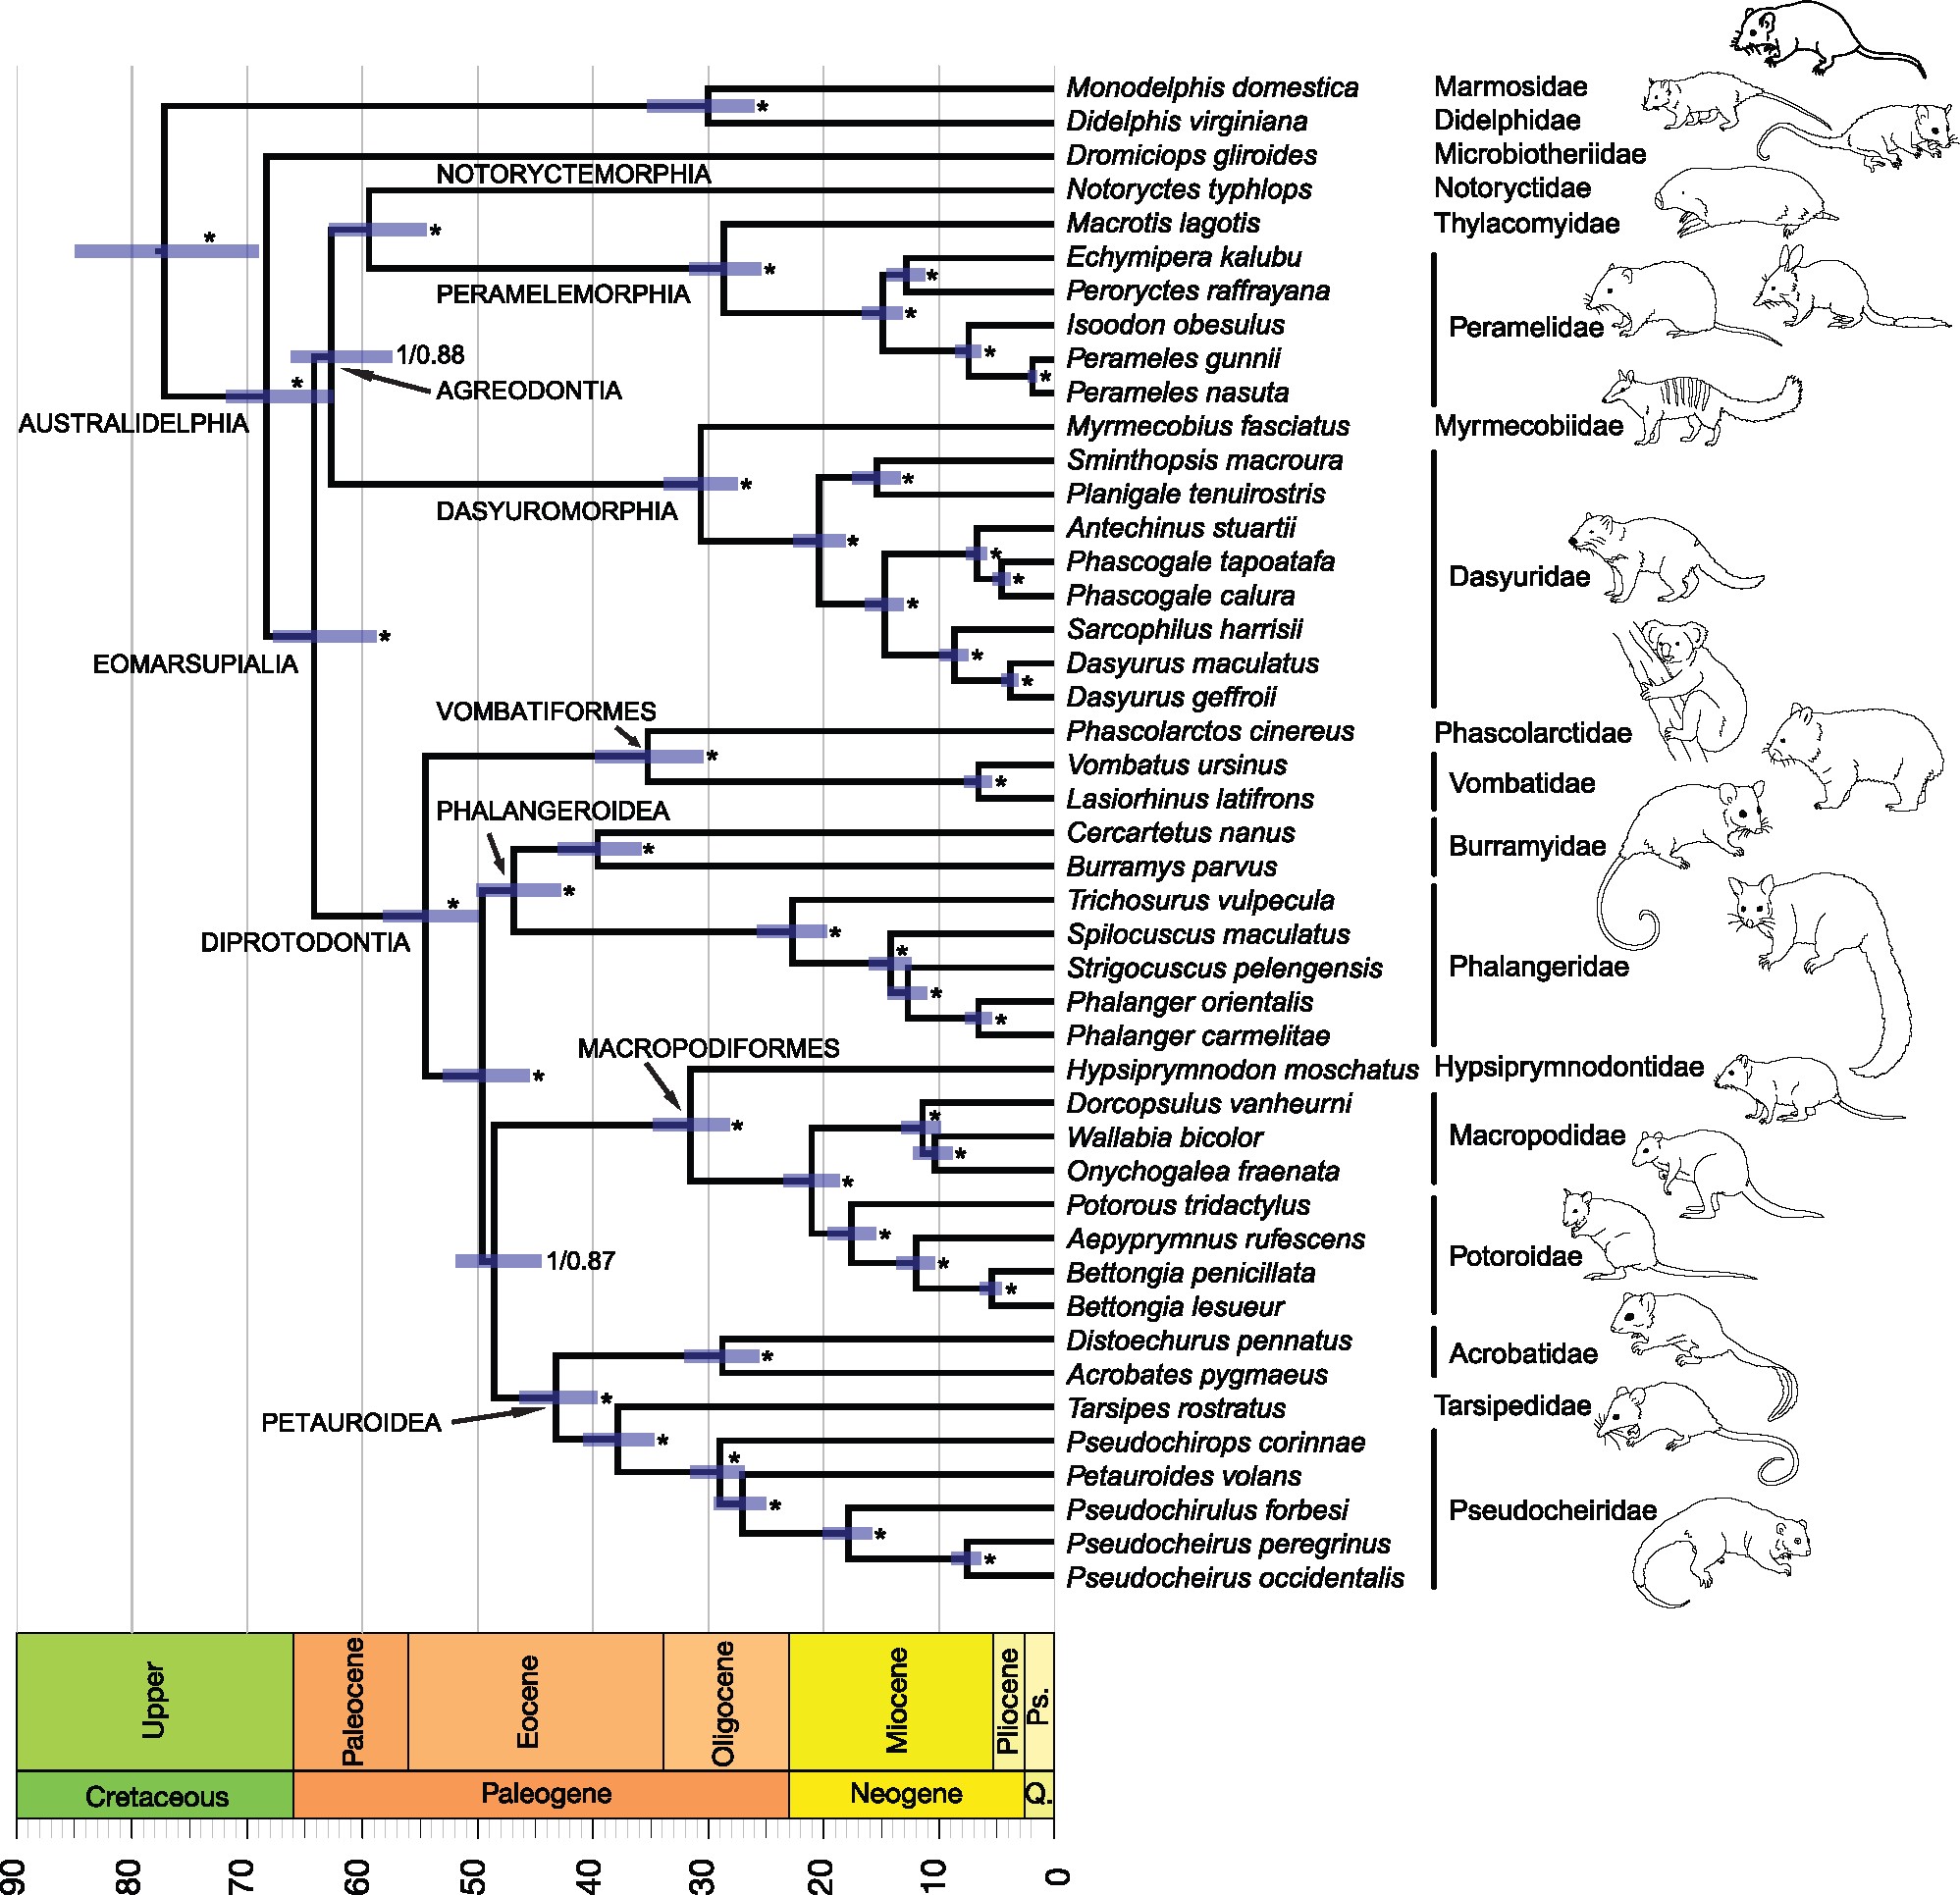 Monodelphis domestica Marmosidae
Didelphis virginiana Didelphidae
Dromiciops gliroides Microbiotheriidae
NOTORYCTEMORPHIA
Notoryctes typhlops Notoryctidae
Macrotis lagotis Thylacomyidae
*
*
*
Echymipera kalubu
*
*
PERAMELEMORPHIA
Peroryctes raffrayana
*
Isoodon obesulus
Peramelidae
1/0.88
*
Perameles gunnii
*
*
AGREODONTIA
Perameles nasuta
AUSTRALIDELPHIA
Myrmecobius fasciatus Myrmecobiidae
Sminthopsis macroura
*
*
Planigale tenuirostris
DASYUROMORPHIA
Antechinus stuartii
*
*
Phascogale tapoatafa
*
Dasyuridae
Phascogale calura
*
Sarcophilus harrisii
*
*
EOMARSUPIALIA
Dasyurus maculatus
*
Dasyurus geffroii
VOMBATIFORMES
Phascolarctos cinereus Phascolarctidae
*
Vombatus ursinus
*
Vombatidae
Lasiorhinus latifrons
PHALANGEROIDEA
Cercartetus nanus
*
Burramyidae
Burramys parvus
*
*
Trichosurus vulpecula
*
DIPROTODONTIA
Spilocuscus maculatus
*
Strigocuscus pelengensis
Phalangeridae
*
Phalanger orientalis
*
Phalanger carmelitae
MACROPODIFORMES
*
Hypsiprymnodon moschatus Hypsiprymnodontidae
Dorcopsulus vanheurni
*
*
Wallabia bicolor
Macropodidae
*
Onychogalea fraenata
*
Potorous tridactylus
*
Aepyprymnus rufescens
1/0.87
*
Potoroidae
Bettongia penicillata
*
Bettongia lesueur
Distoechurus pennatus
*
Acrobatidae
Acrobates pygmaeus
*
PETAUROIDEA
Tarsipes rostratus Tarsipedidae
*
Pseudochirops corinnae
*
Petauroides volans
*
Pseudochirulus forbesi
Pseudocheiridae
*
Pseudocheirus peregrinus
*
Pseudocheirus occidentalis
Upper Paleocene Eocene Oligocene Miocene Pliocene Ps.
Cretaceous Paleogene Neogene Q.
90 80 70 60 50 40 30 20 10 0